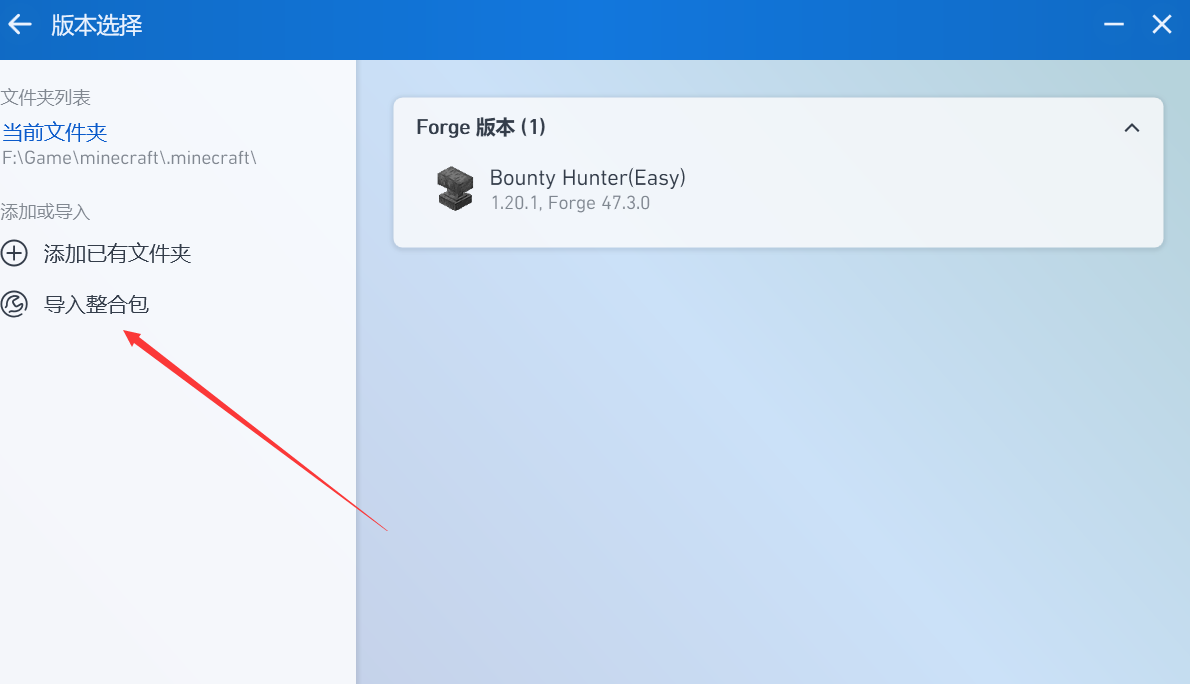 版本选择
文件夹列表
当前文件夹
F:\Game\minecraft\.minecraft\
添加或导入
添加已有文件夹
导入整合包
Forge 版本 (1)
Bounty Hunter(Easy)
1.20.1, Forge 47.3.0